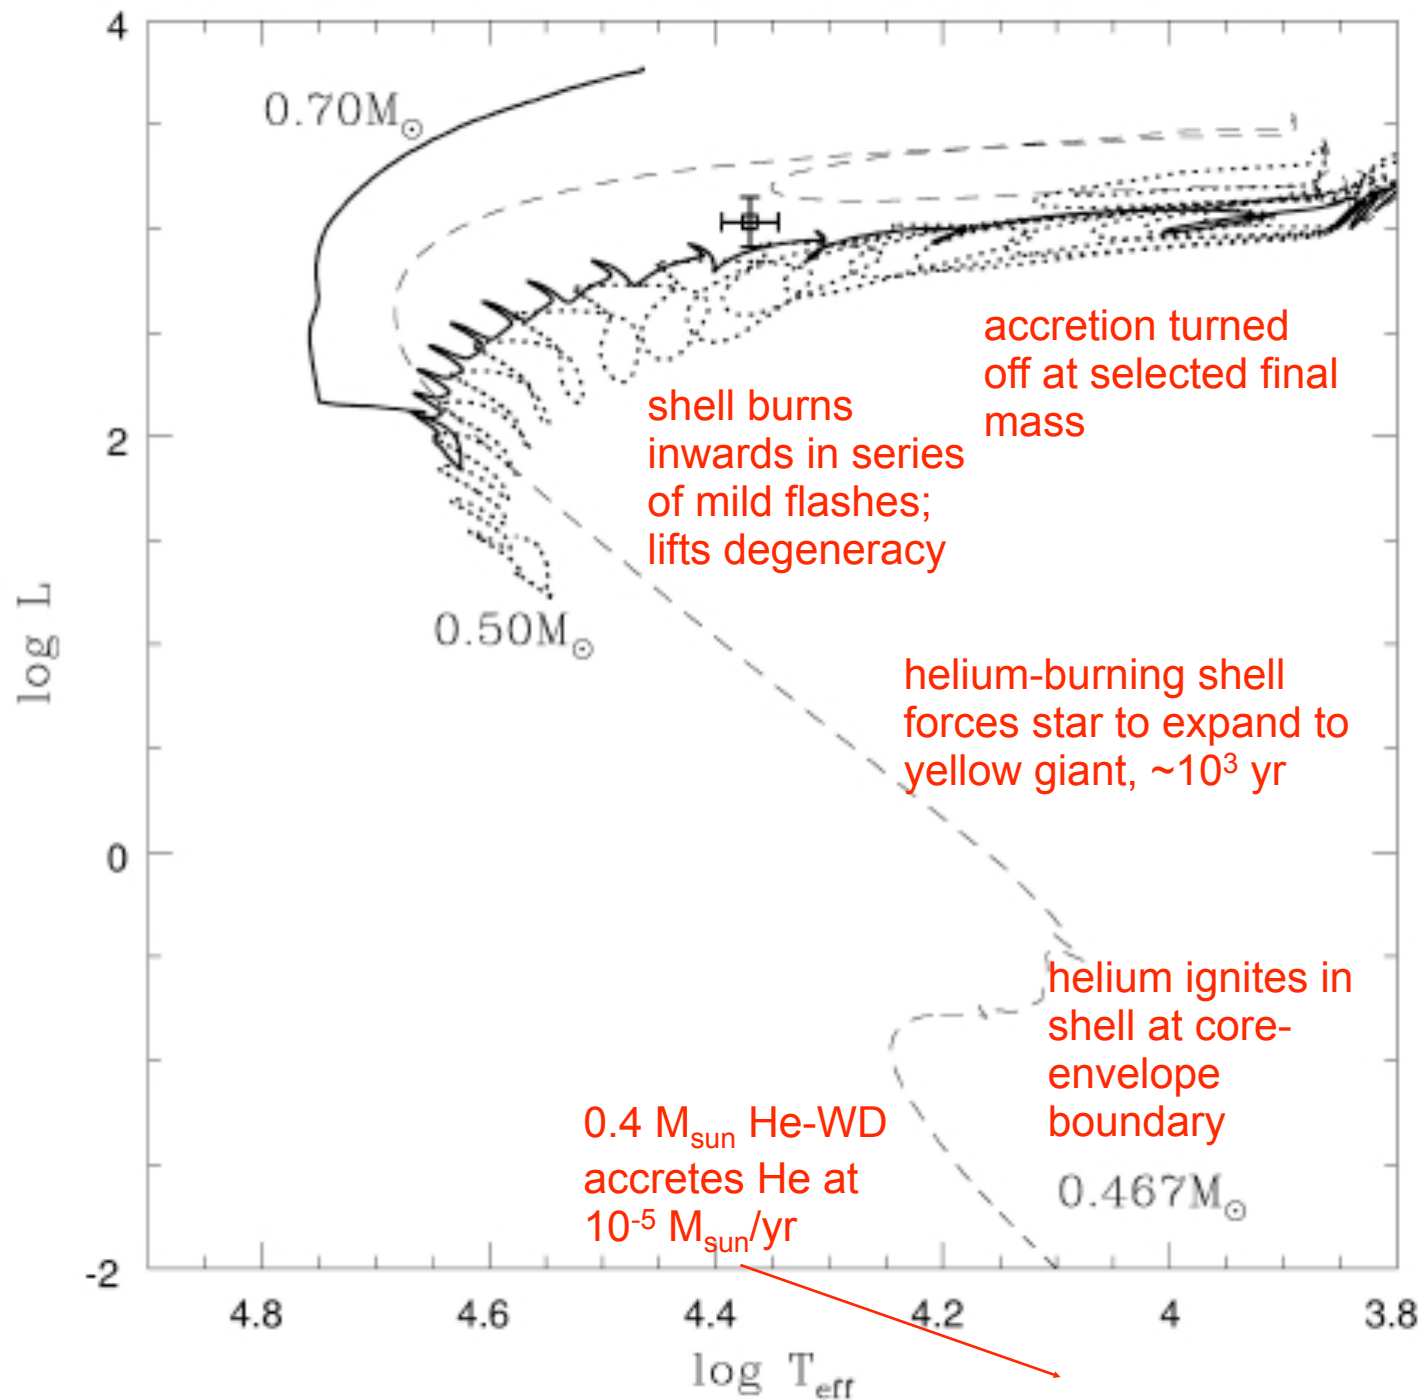 4
0.70M⊙
accretion turned
off at selected final
mass
shell burns
inwards in series
of mild flashes;
lifts degeneracy
2
0.50M⊙
log L
helium-burning shell
forces star to expand to
yellow giant, ~10³ yr
0
helium ignites in
shell at core-
envelope
boundary
0.4 Msun He-WD
accretes He at
10⁻⁵ Msun/yr
0.467M⊙
-2
4.8 4.6 4.4 4.2 4 3.8
log Teff